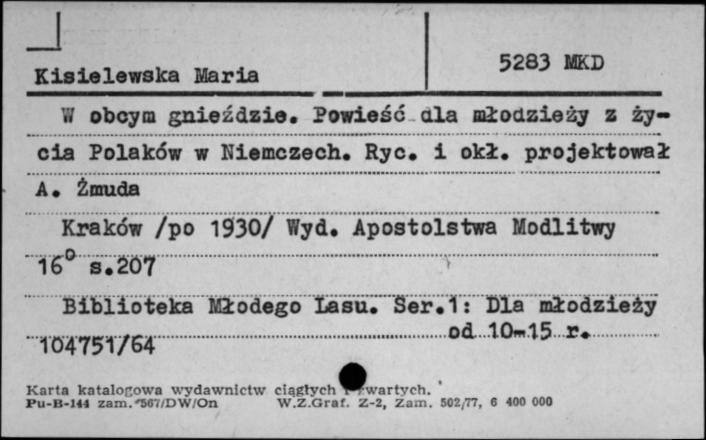 Kisielewska Maria
5283 MKD
W obcym gnieździe. Powieść dla młodzieży z ży-
cia Polaków w Niemczech. Ryc. i okł. projektował
A. Żmuda
Kraków /po 1930/ Wyd. Apostolstwa Modlitwy
16° s.207
Biblioteka Młodego Lasu. Ser.1: Dla młodzieży
od 10-15 r.
104751/64
Karta katalogowa wydawnictw ciągłych
Pu-B-144 zam. 567/DW/On W.Z.Graf. Z-2, Zam. 502/77, 6 400 000